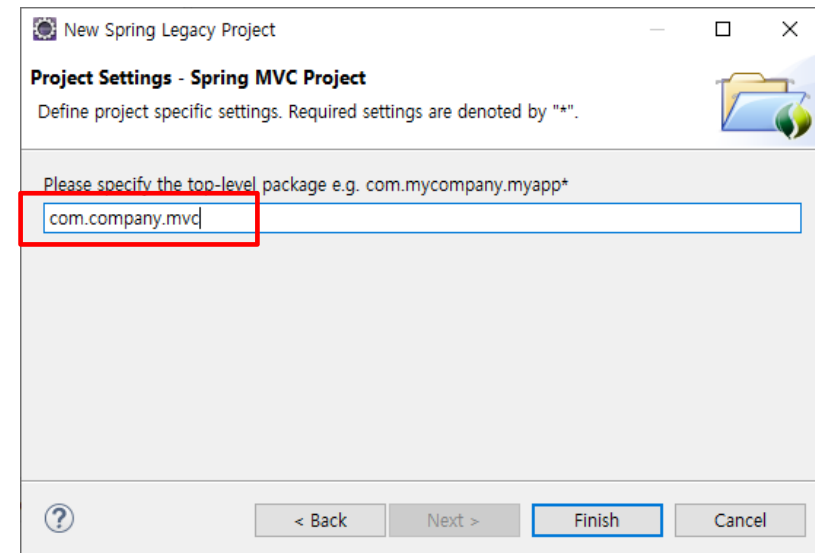 New Spring Legacy Project
Project Settings - Spring MVC Project
Define project specific settings. Required settings are denoted by "*".
Please specify the top-level package e.g. com.mycompany.myapp*
com.company.mvc
< Back Next > Finish Cancel